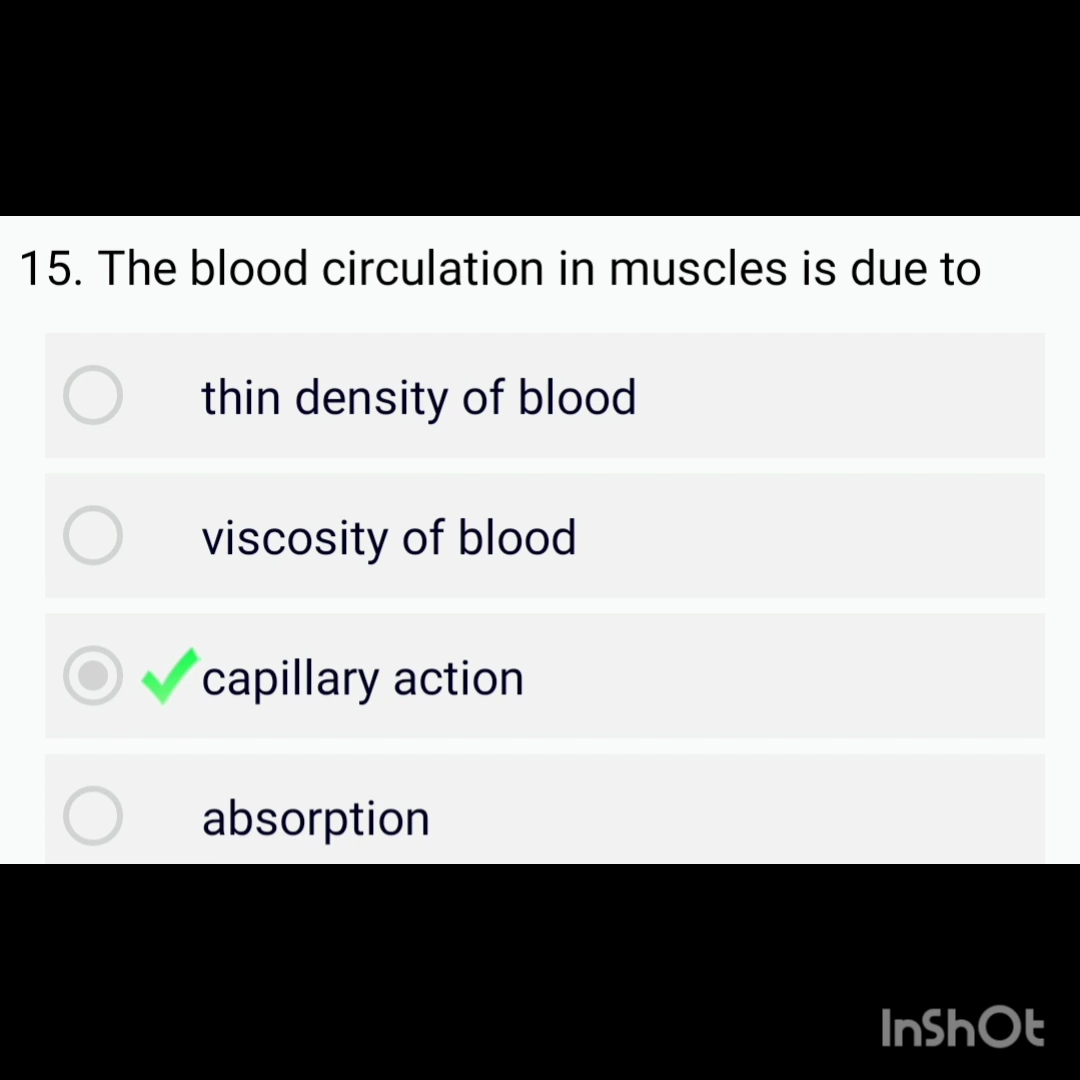 15. The blood circulation in muscles is due to
thin density of blood
viscosity of blood
capillary action
absorption
InShOt